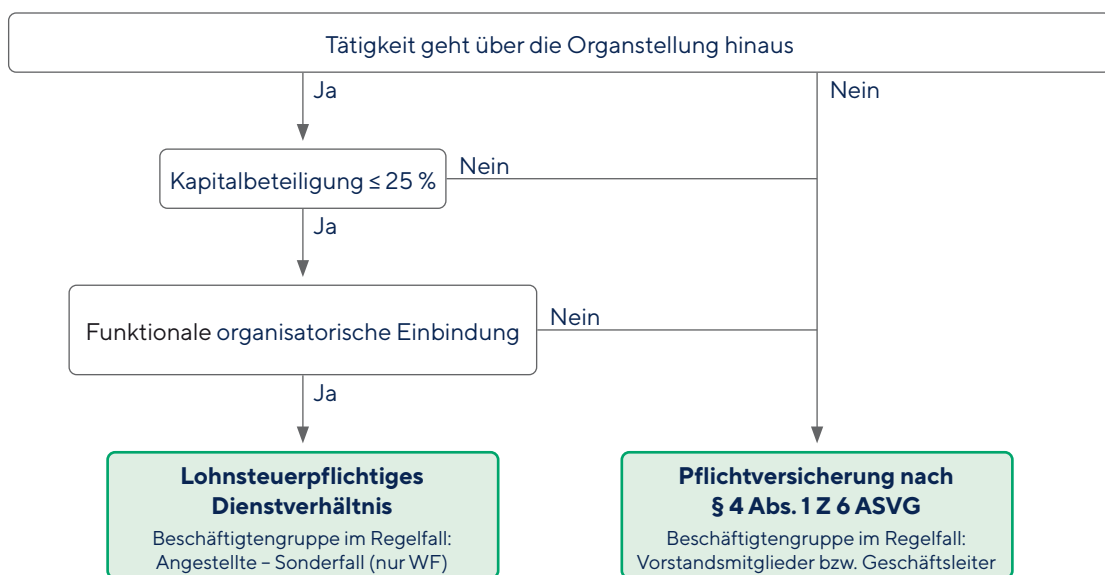 Tätigkeit geht über die Organstellung hinaus
Ja
Nein
Kapitalbeteiligung ≤ 25 %
Nein
Ja
Funktionale organisatorische Einbindung
Nein
Ja
Lohnsteuerpflichtiges
Dienstverhältnis
Beschäftigtengruppe im Regelfall:
Angestellte – Sonderfall (nur WF)
Pflichtversicherung nach
§ 4 Abs. 1 Z 6 ASVG
Beschäftigtengruppe im Regelfall:
Vorstandsmitglieder bzw. Geschäftsleiter